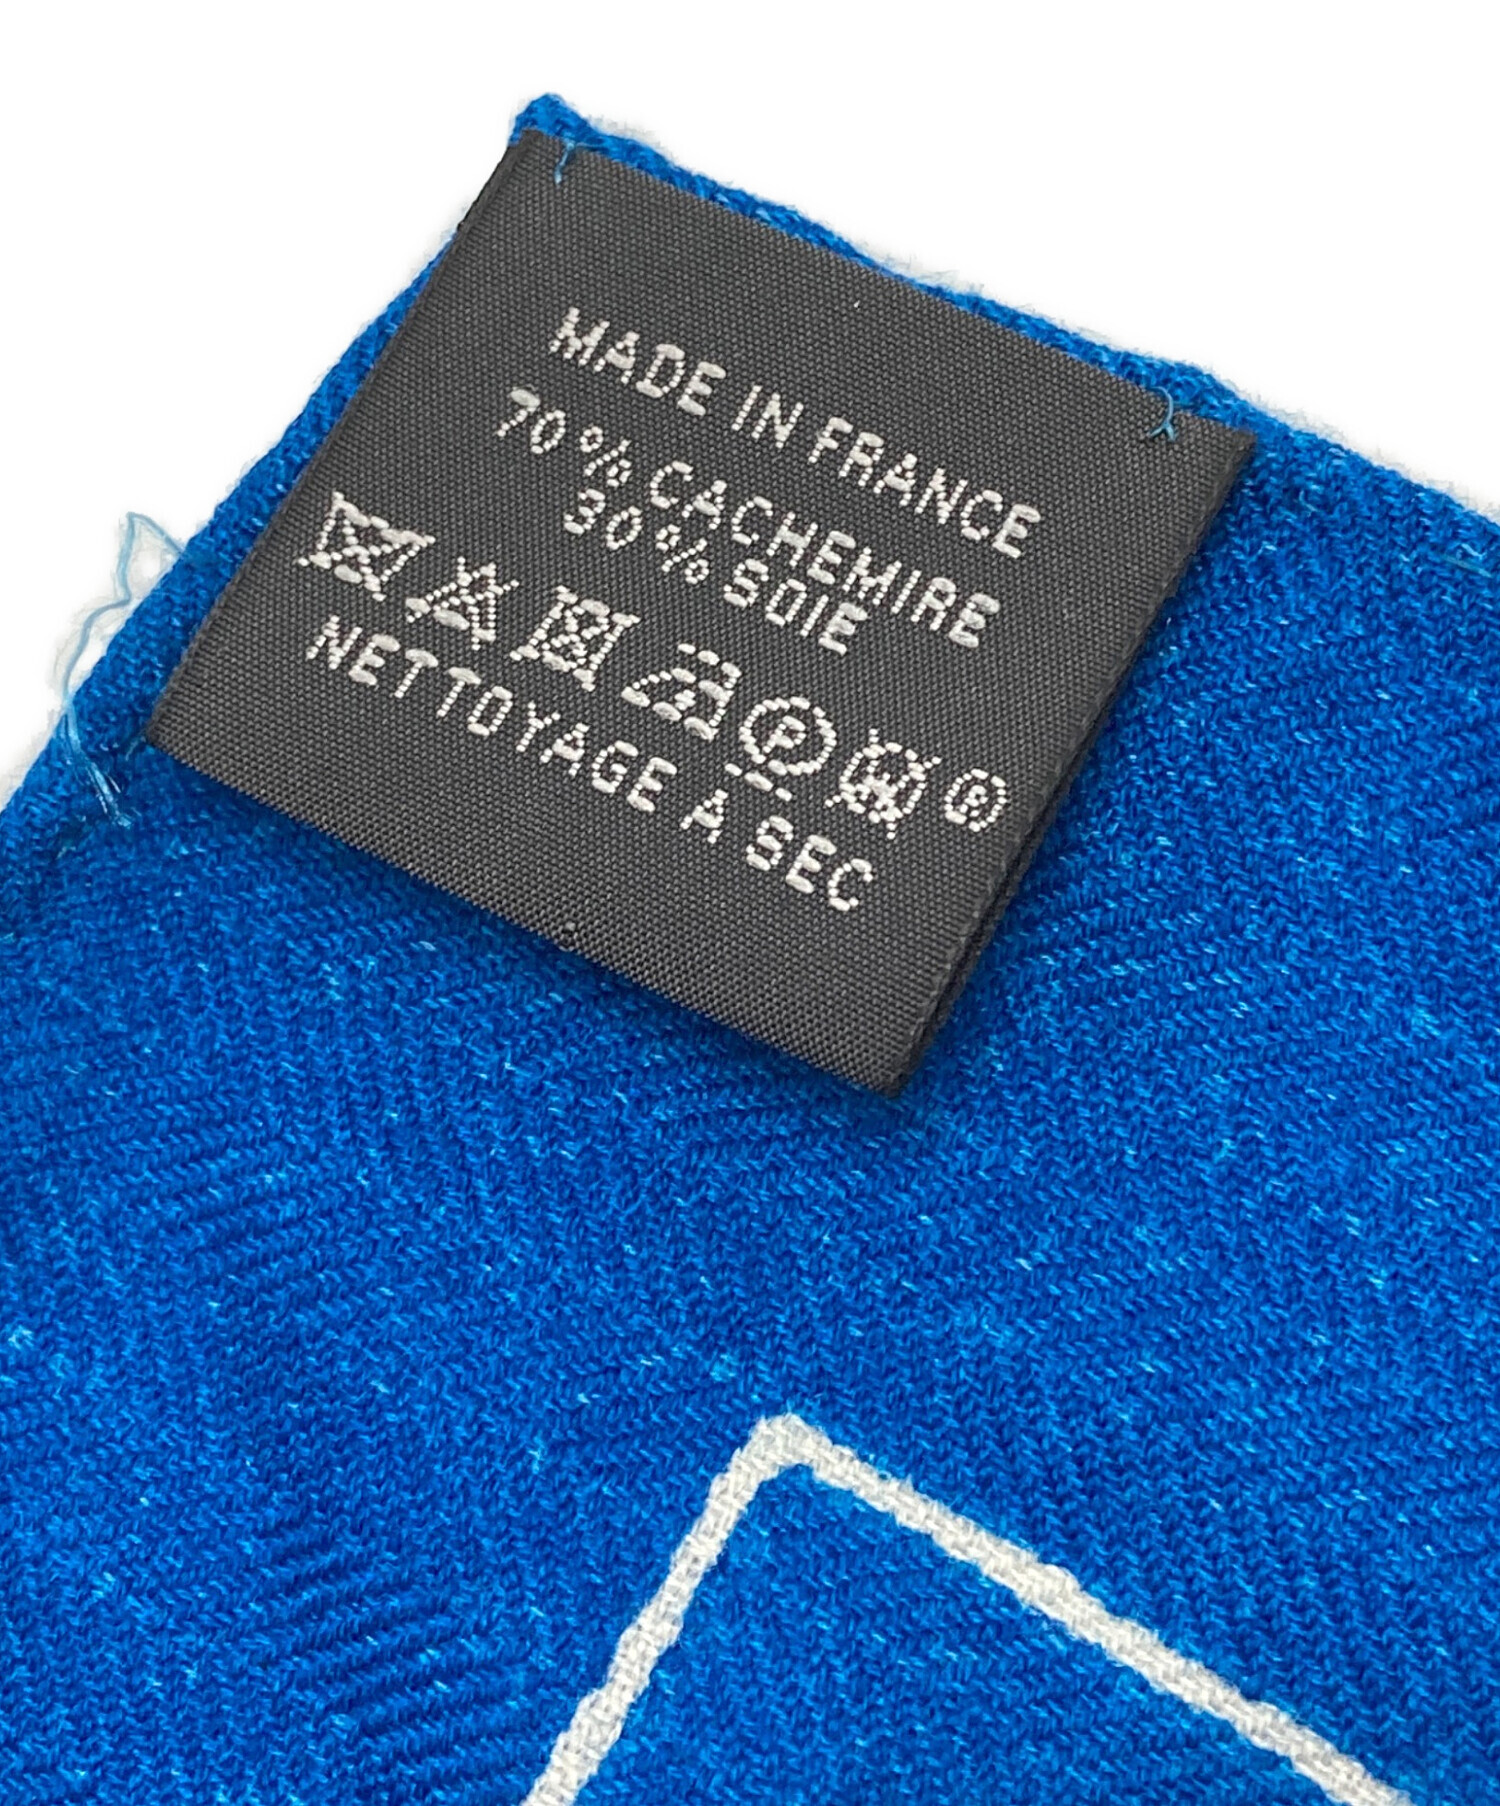 MADE IN FRANCE
70% CACHEMIRE
30% SOIE
P W ®
NETTOYAGE A SEC